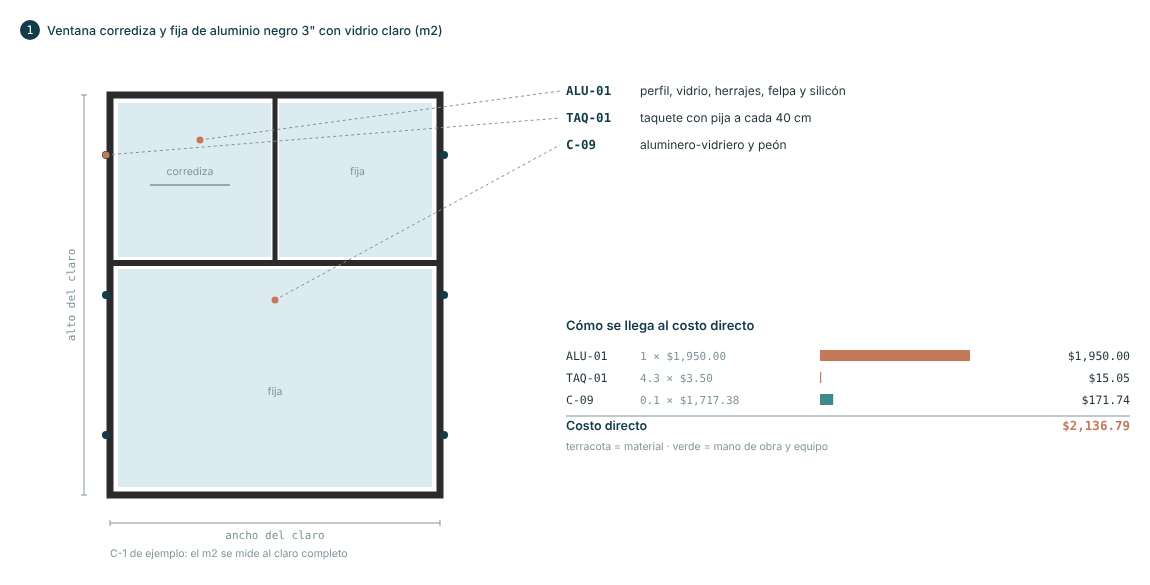 1 Ventana corrediza y fija de aluminio negro 3" con vidrio claro (m2)
ALU-01 perfil, vidrio, herrajes, felpa y silicón
TAQ-01 taquete con pija a cada 40 cm
C-09 aluminero-vidriero y peón
corrediza
fija
alto del claro
fija
ancho del claro
C-1 de ejemplo: el m2 se mide al claro completo
Cómo se llega al costo directo
ALU-01 1 × $1,950.00 $1,950.00
TAQ-01 4.3 × $3.50 $15.05
C-09 0.1 × $1,717.38 $171.74
Costo directo $2,136.79
terracota = material · verde = mano de obra y equipo